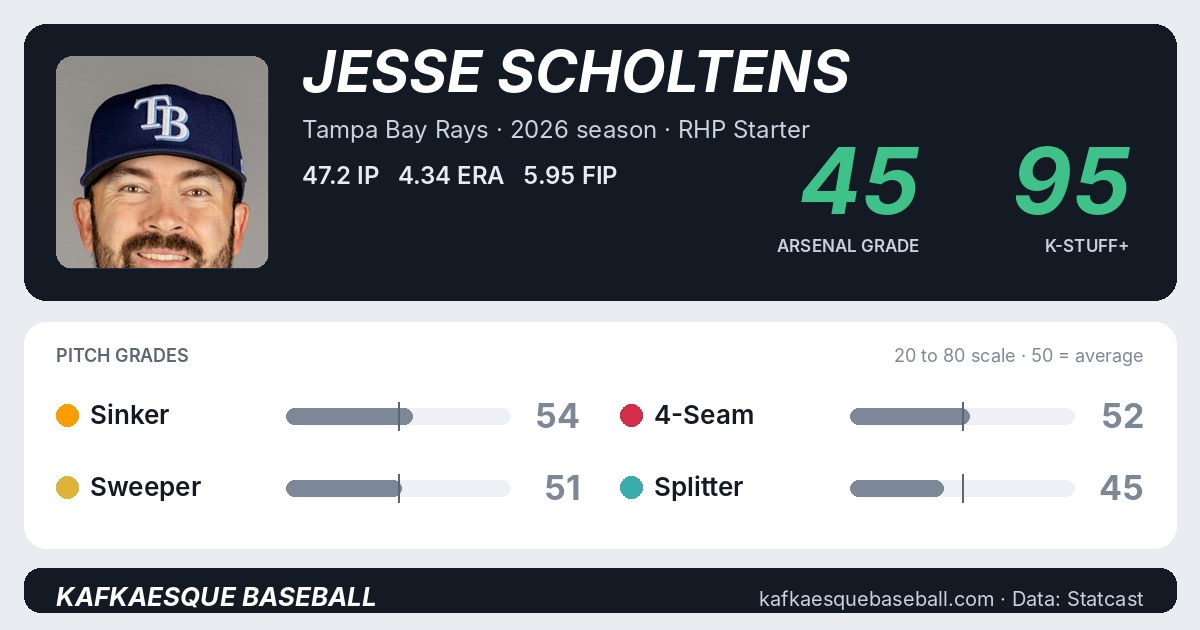 JESSE SCHOLTENS
Tampa Bay Rays · 2026 season · RHP Starter
47.2 IP 4.34 ERA 5.95 FIP
45 95
ARSENAL GRADE K-STUFF+
TB
PITCH GRADES 20 to 80 scale · 50 = average
Sinker 54 4-Seam 52
Sweeper 51 Splitter 45
KAFKAESQUE BASEBALL kafkaesquebaseball.com · Data: Statcast